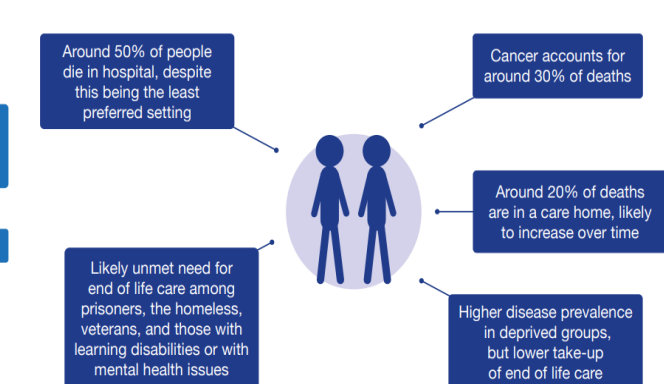 Around 50% of people
die in hospital, despite
this being the least
preferred setting
Cancer accounts for
around 30% of deaths
Around 20% of deaths
are in a care home, likely
to increase over time
Likely unmet need for
end of life care among
prisoners, the homeless,
veterans, and those with
learning disabilities or with
mental health issues
Higher disease prevalence
in deprived groups,
but lower take-up
of end of life care